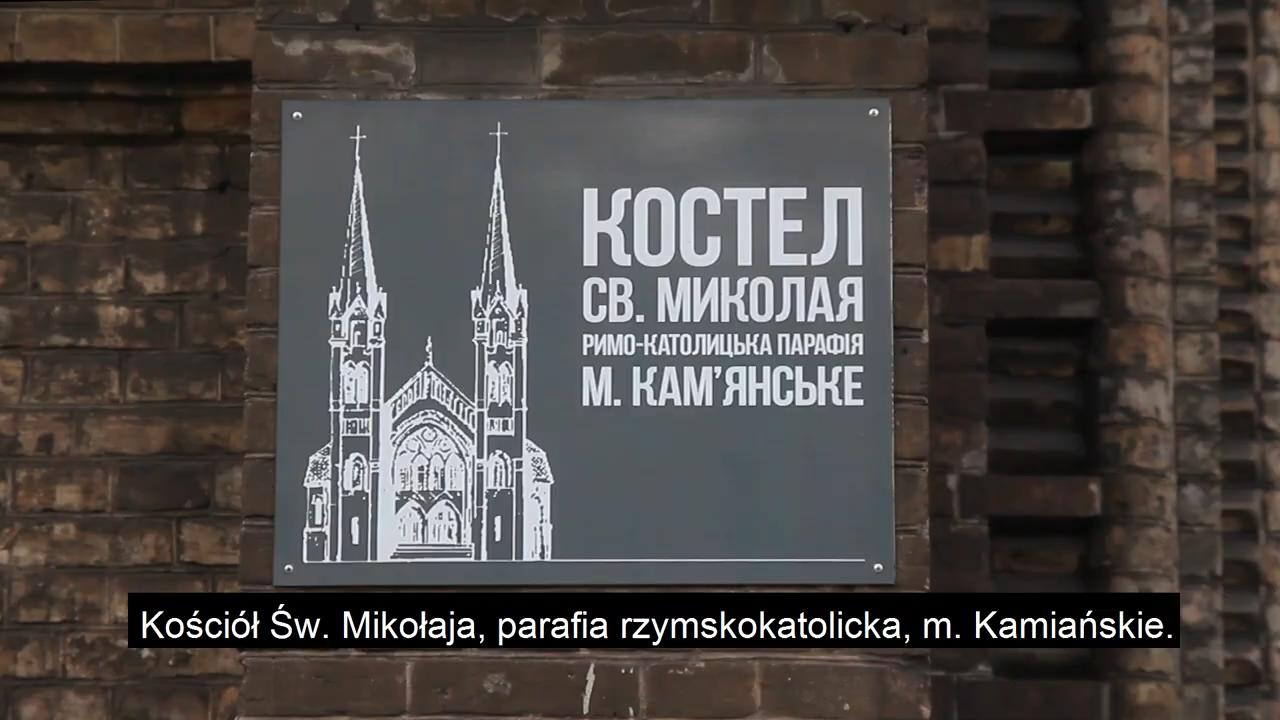 КОСТЕЛ
СВ. МИКОЛАЯ
РИМО-КАТОЛИЦЬКА ПАРАФІЯ
М. КАМ’ЯНСЬКЕ
Kościół Św. Mikołaja, parafia rzymskokatolicka, m. Kamiańskie.